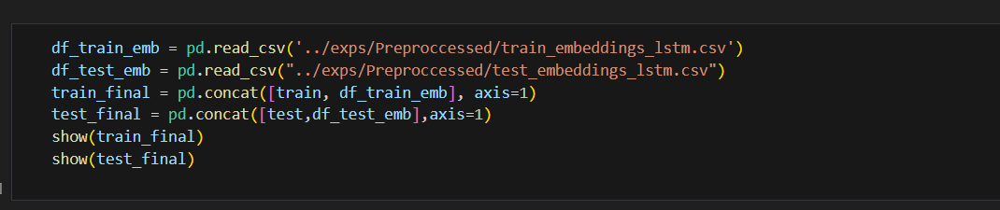 df_train_emb = pd.read_csv('../exps/Preproccessed/train_embeddings_lstm.csv')
df_test_emb = pd.read_csv("../exps/Preproccessed/test_embeddings_lstm.csv")
train_final = pd.concat([train, df_train_emb], axis=1)
test_final = pd.concat([test,df_test_emb],axis=1)
show(train_final)
show(test_final)